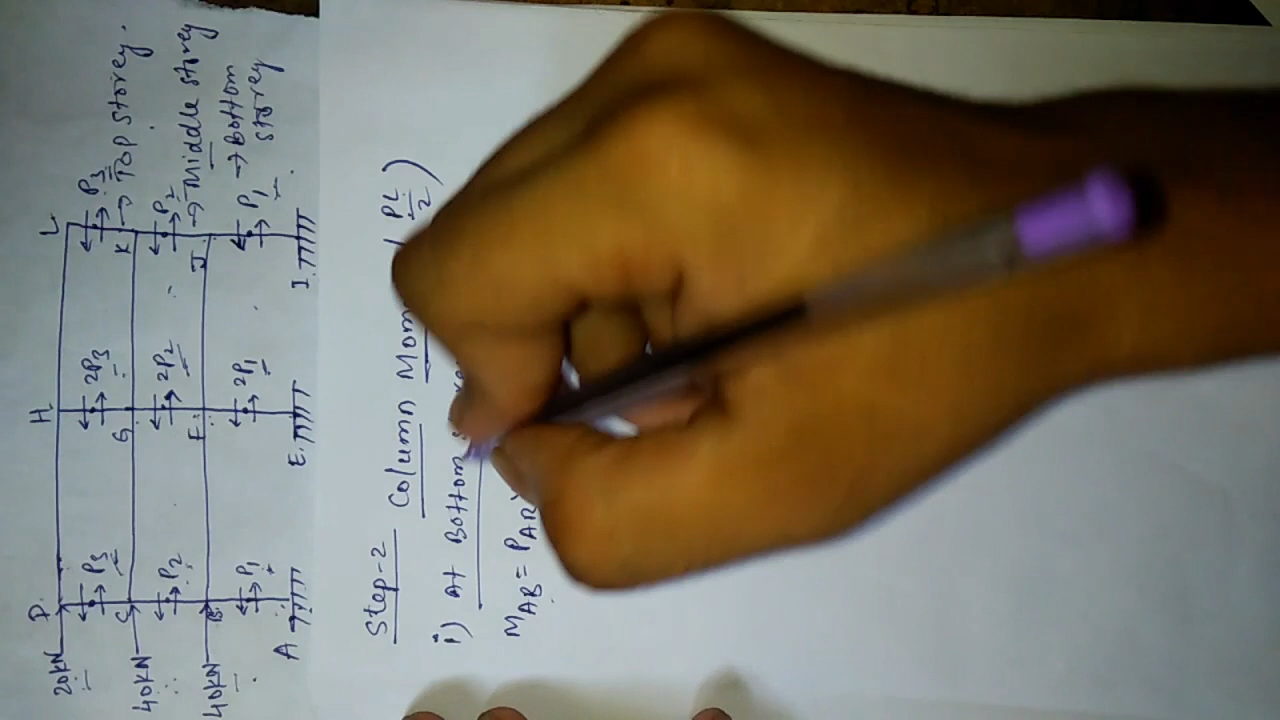 D H L
20kN P3 2P3 P3 → Top storey.
C G K
40kN P2 2P2 P2 → Middle storey
B F J
40kN P1 2P1 P1 → Bottom storey
A E I
Step-2 Column Mom PL/2)
i) At Bottom
MAB = PAB